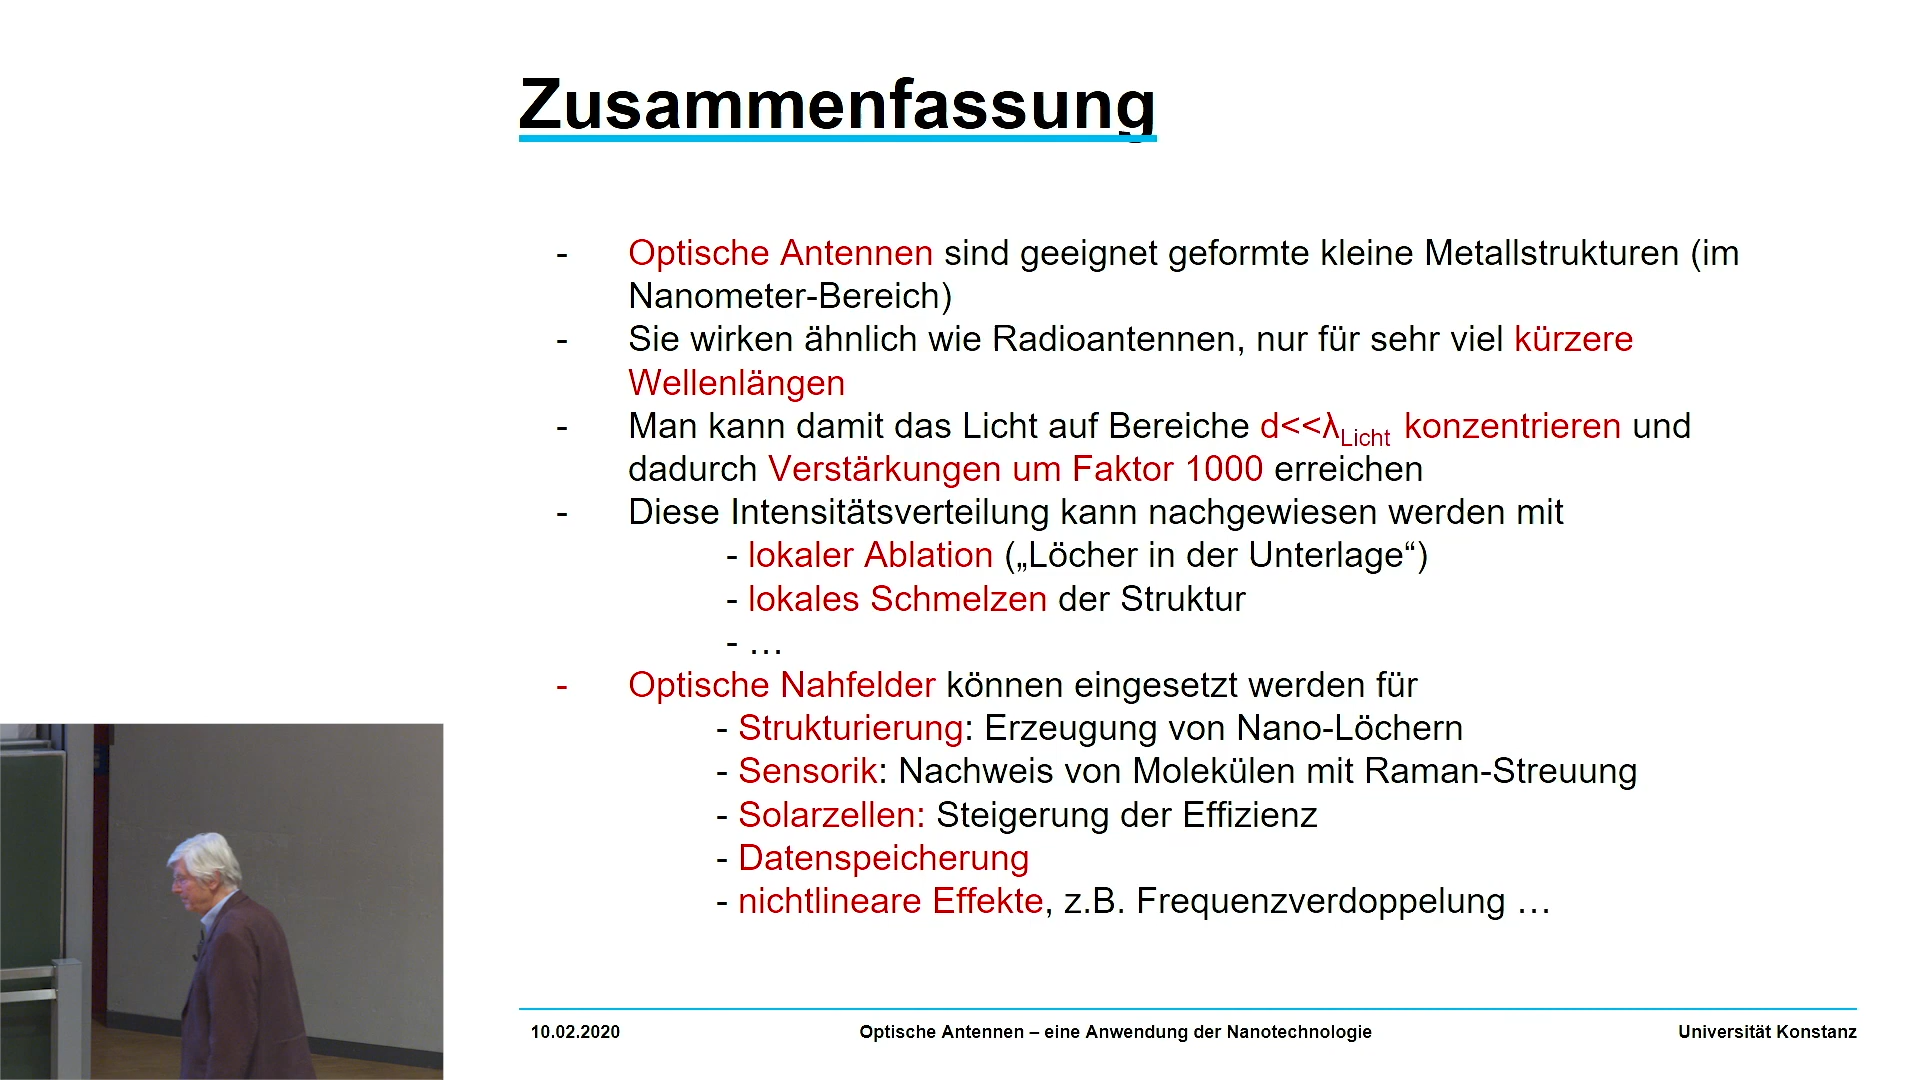 Zusammenfassung
- Optische Antennen sind geeignet geformte kleine Metallstrukturen (im
Nanometer-Bereich)
- Sie wirken ähnlich wie Radioantennen, nur für sehr viel kürzere
Wellenlängen
- Man kann damit das Licht auf Bereiche d<<λLicht konzentrieren und
dadurch Verstärkungen um Faktor 1000 erreichen
- Diese Intensitätsverteilung kann nachgewiesen werden mit
- lokaler Ablation („Löcher in der Unterlage“)
- lokales Schmelzen der Struktur
- …
- Optische Nahfelder können eingesetzt werden für
- Strukturierung: Erzeugung von Nano-Löchern
- Sensorik: Nachweis von Molekülen mit Raman-Streuung
- Solarzellen: Steigerung der Effizienz
- Datenspeicherung
- nichtlineare Effekte, z.B. Frequenzverdoppelung …
10.02.2020 Optische Antennen – eine Anwendung der Nanotechnologie Universität Konstanz